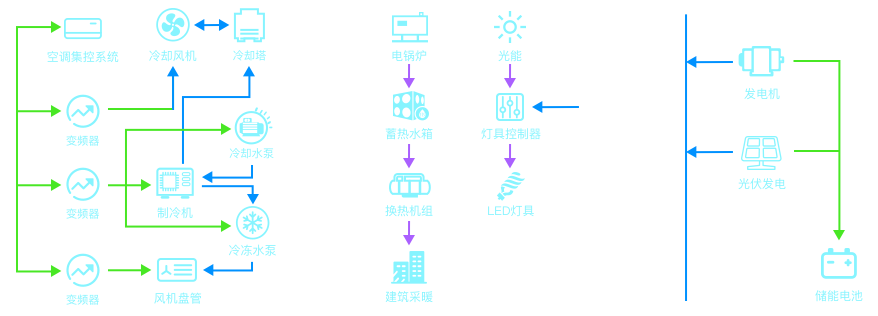 空调集控系统
冷却风机
冷却塔
电锅炉
光能
发电机
变频器
冷却水泵
蓄热水箱
灯具控制器
光伏发电
变频器
制冷机
冷冻水泵
换热机组
LED灯具
变频器
风机盘管
建筑采暖
储能电池